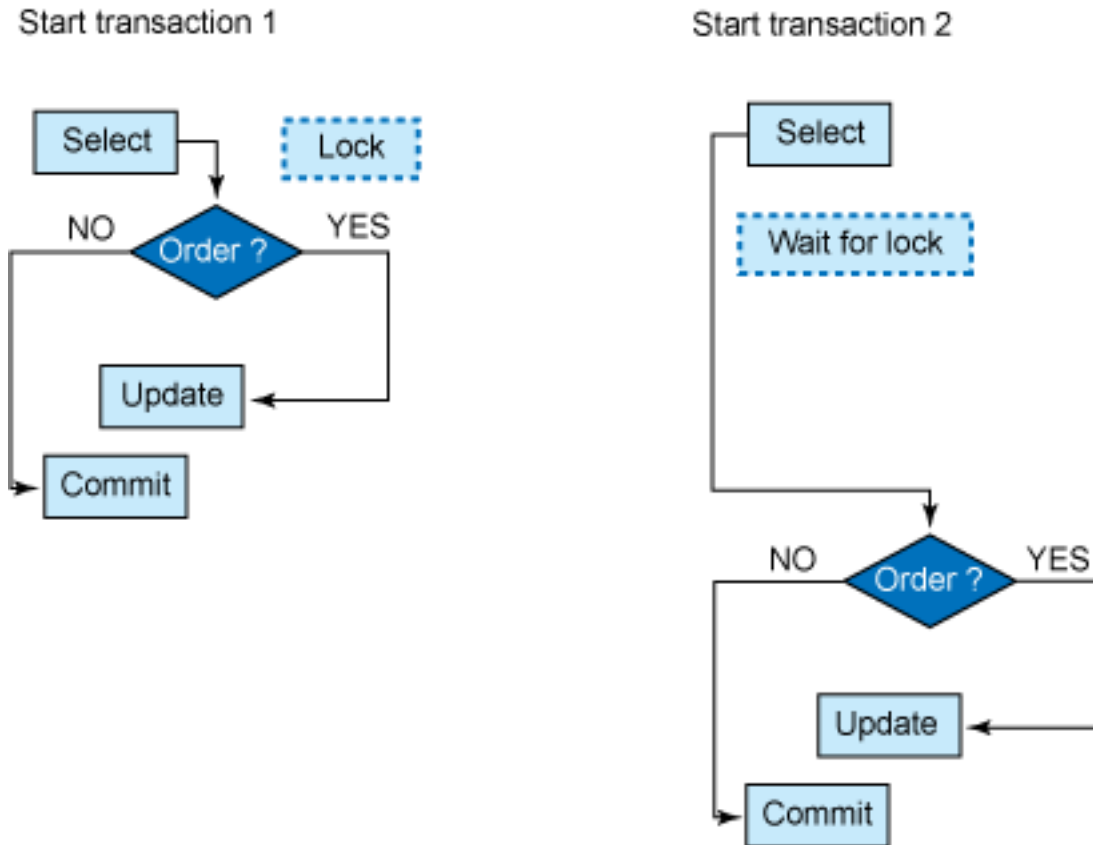 Start transaction 1
Select
Lock
NO
YES
Order ?
Update
Commit
Start transaction 2
Select
Wait for lock
NO
YES
Order ?
Update
Commit